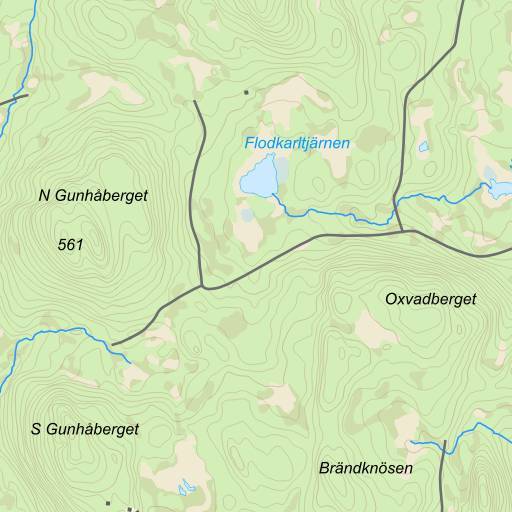 Flodkarltjärnen
N Gunhåberget
561
Oxvadberget
S Gunhåberget
Brändknösen